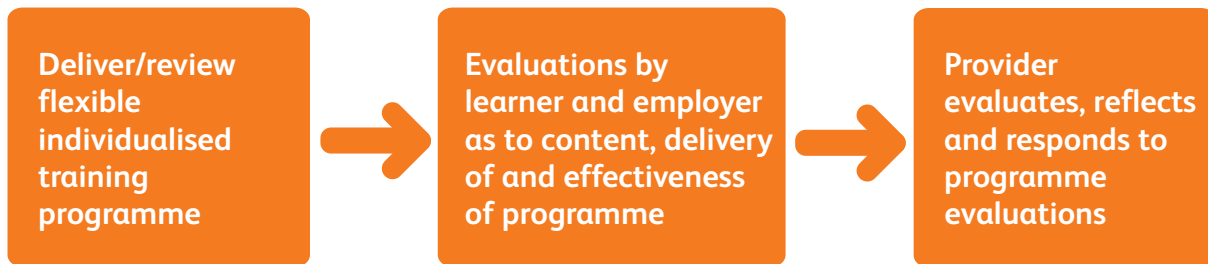 Deliver/review
flexible
individualised
training
programme
Evaluations by
learner and employer
as to content, delivery
of and effectiveness
of programme
Provider
evaluates, reflects
and responds to
programme
evaluations